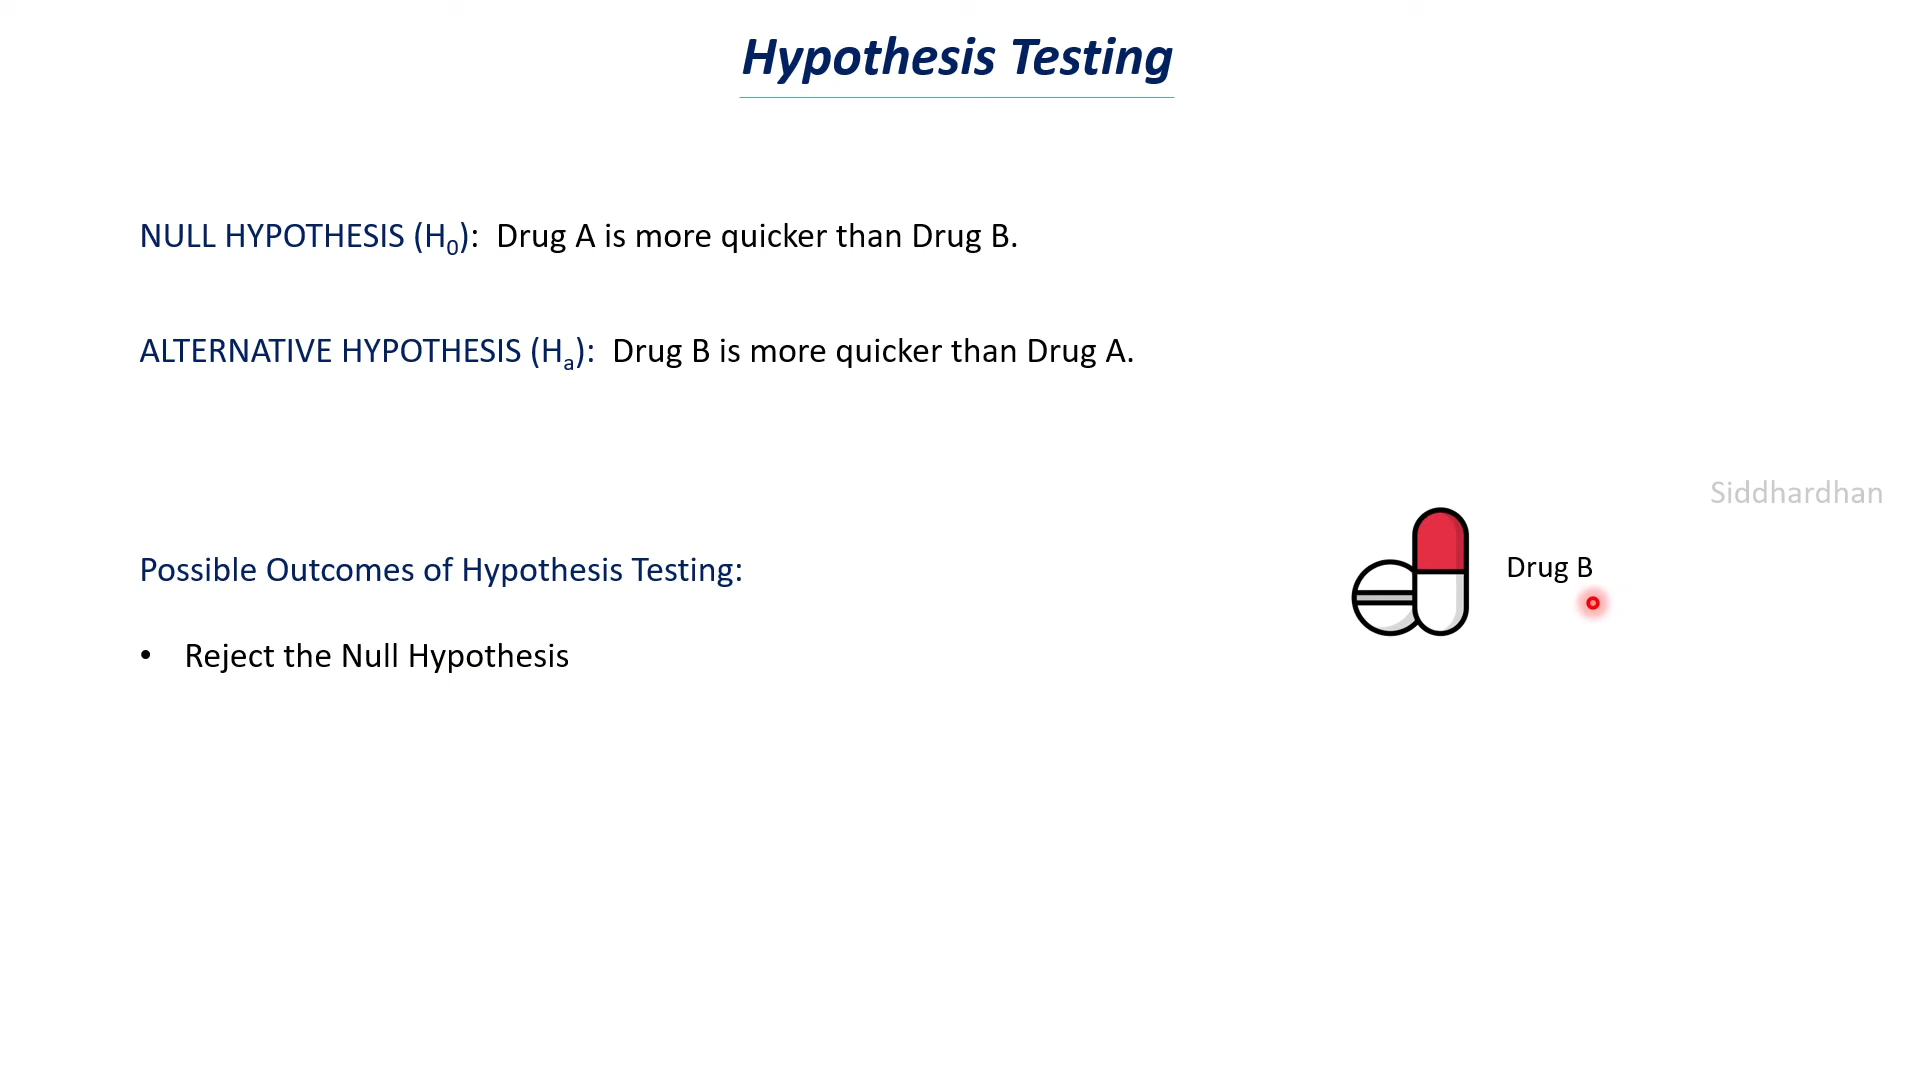 Hypothesis Testing
NULL HYPOTHESIS (H0): Drug A is more quicker than Drug B.
ALTERNATIVE HYPOTHESIS (Ha): Drug B is more quicker than Drug A.
Siddhardhan
Drug B
Possible Outcomes of Hypothesis Testing:
• Reject the Null Hypothesis